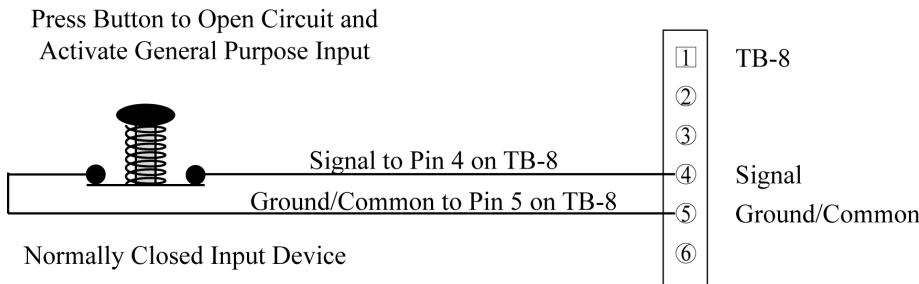 Press Button to Open Circuit and
Activate General Purpose Input
1 TB-8
2
3
Signal to Pin 4 on TB-8 4 Signal
Ground/Common to Pin 5 on TB-8 5 Ground/Common
Normally Closed Input Device 6